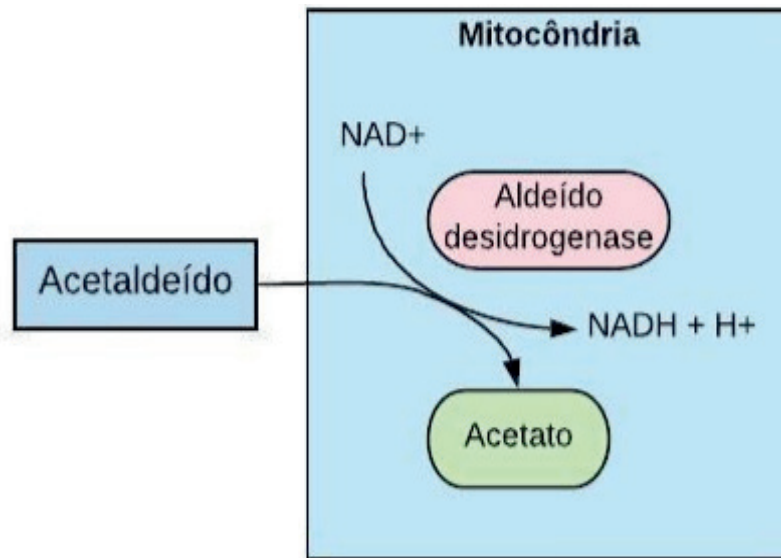 Mitocôndria
NAD+
Aldeído
desidrogenase
Acetaldeído
NADH + H+
Acetato